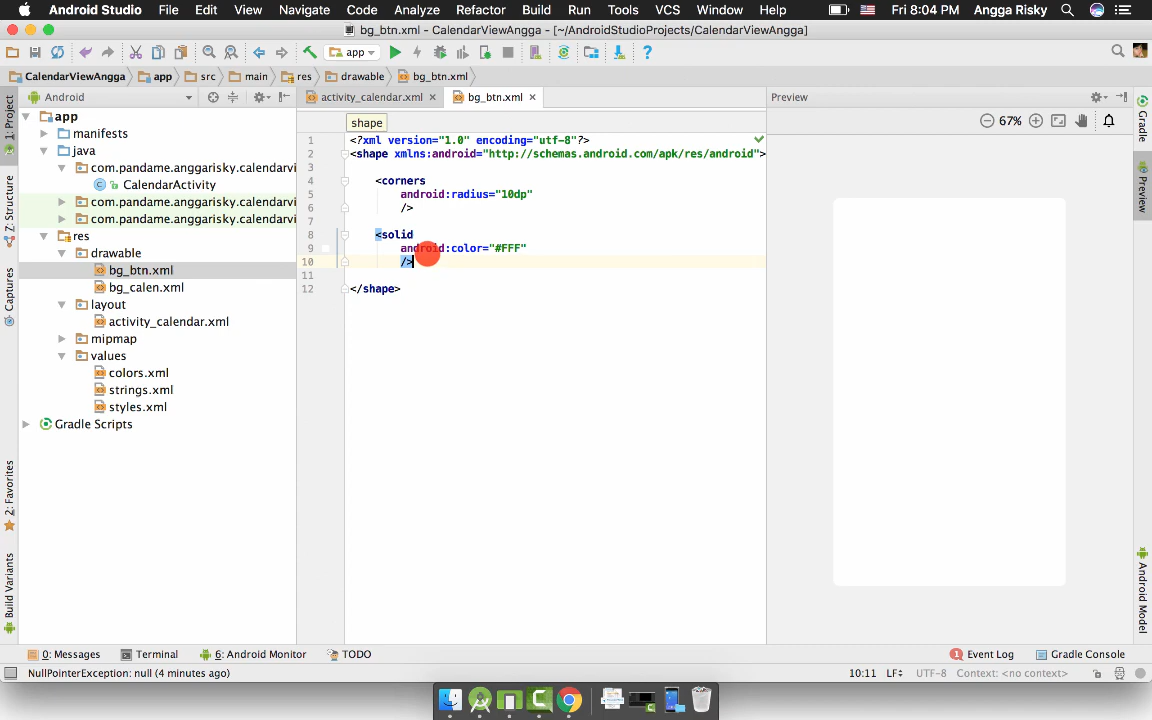 Android Studio File Edit View Navigate Code Analyze Refactor Build Run Tools VCS Window Help Fri 8:04 PM Angga Risky
bg_btn.xml - CalendarViewAngga - [~/AndroidStudioProjects/CalendarViewAngga]
app
CalendarViewAngga app src main res drawable bg_btn.xml
Android
activity_calendar.xml bg_btn.xml
Preview
shape
67%
1: Project
Z: Structure
Captures
2: Favorites
Build Variants
app
manifests
java
com.pandame.anggarisky.calendarvi
CalendarActivity
com.pandame.anggarisky.calendarvi
com.pandame.anggarisky.calendarvi
res
drawable
bg_btn.xml
bg_calen.xml
layout
activity_calendar.xml
mipmap
values
colors.xml
strings.xml
styles.xml
Gradle Scripts
1 <?xml version="1.0" encoding="utf-8"?>
2 <shape xmlns:android="http://schemas.android.com/apk/res/android">
3
4 <corners
5 android:radius="10dp"
6 />
7
8 <solid
9 android:color="#FFF"
10 />
11
12 </shape>
Gradle
Preview
Android Model
0: Messages Terminal 6: Android Monitor TODO 1 Event Log Gradle Console
NullPointerException: null (4 minutes ago) 10:11 LF UTF-8 Context: <no context>